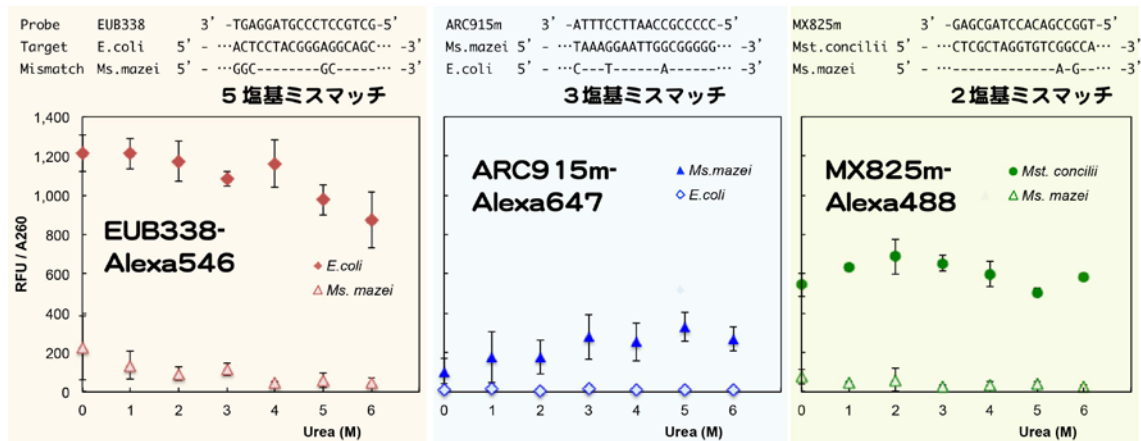 Probe EUB338 3' -TGAGGATGCCCTCCGTCG-5'
Target E.coli 5' - ···ACTCCTACGGGAGGCAGC··· -3'
Mismatch Ms.mazei 5' - ···GGC--------GC-----··· -3'
5塩基ミスマッチ
1,400
1,200
1,000
800
600
400
200
0
RFU / A260
EUB338-
Alexa546
E.coli
Ms. mazei
0 1 2 3 4 5 6
Urea (M)
ARC915m 3' -ATTTCCTTAACCGCCCCC-5'
Ms.mazei 5' - ···TAAAGGAATTGGCGGGGG··· -3'
E.coli 5' - ···C---T------A------··· -3'
3塩基ミスマッチ
ARC915m-
Alexa647
Ms.mazei
E.coli
0 1 2 3 4 5 6
Urea (M)
MX825m 3' -GAGCGATCCACAGCCGGT-5'
Mst.concilii 5' - ···CTCGCTAGGTGTCGGCCA··· -3'
Ms.mazei 5' - ···-------------A-G--··· -3'
2塩基ミスマッチ
MX825m-
Alexa488
Mst. concilii
Ms. mazei
0 1 2 3 4 5 6
Urea (M)